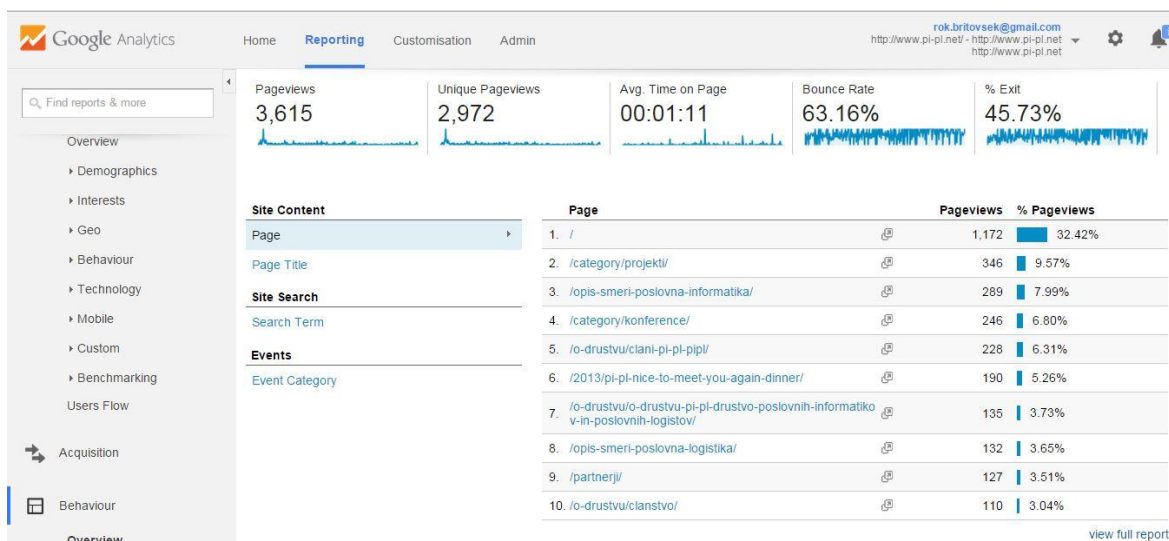 Google Analytics
Home Reporting Customisation Admin
rok.britovsek@gmail.com
http://www.pi-pl.net/ - http://www.pi-pl.net
http://www.pi-pl.net
Find reports & more
Overview
Demographics
Interests
Geo
Behaviour
Technology
Mobile
Custom
Benchmarking
Users Flow
Acquisition
Behaviour
Overview
Pageviews
3,615
Unique Pageviews
2,972
Avg. Time on Page
00:01:11
Bounce Rate
63.16%
% Exit
45.73%
Site Content
Page
Page Title
Site Search
Search Term
Events
Event Category
Page Pageviews % Pageviews
1. / 1,172 32.42%
2. /category/projekti/ 346 9.57%
3. /opis-smeri-poslovna-informatika/ 289 7.99%
4. /category/konference/ 246 6.80%
5. /o-drustvu/clani-pi-pl-pipl/ 228 6.31%
6. /2013/pi-pl-nice-to-meet-you-again-dinner/ 190 5.26%
7. /o-drustvu/o-drustvu-pi-pl-drustvo-poslovnih-informatiko
v-in-poslovnih-logistov/ 135 3.73%
8. /opis-smeri-poslovna-logistika/ 132 3.65%
9. /partnerji/ 127 3.51%
10. /o-drustvu/clanstvo/ 110 3.04%
view full report